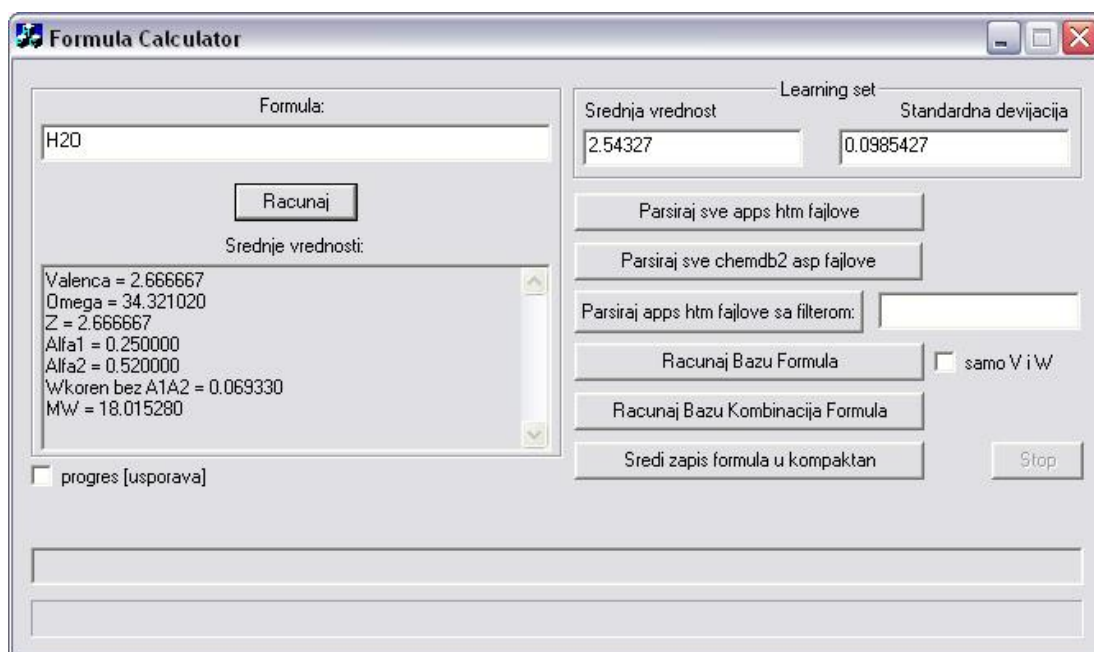 Formula Calculator
Formula:
H2O
Racunaj
Srednje vrednosti:
Valenca = 2.666667
Omega = 34.321020
Z = 2.666667
Alfa1 = 0.250000
Alfa2 = 0.520000
Wkoren bez A1A2 = 0.069330
MW = 18.015280
progres [usporava]
Learning set
Srednja vrednost
Standardna devijacija
2.54327
0.0985427
Parsiraj sve apps htm fajlove
Parsiraj sve chemdb2 asp fajlove
Parsiraj apps htm fajlove sa filterom:
Racunaj Bazu Formula
samo V i W
Racunaj Bazu Kombinacija Formula
Sredi zapis formula u kompaktan
Stop